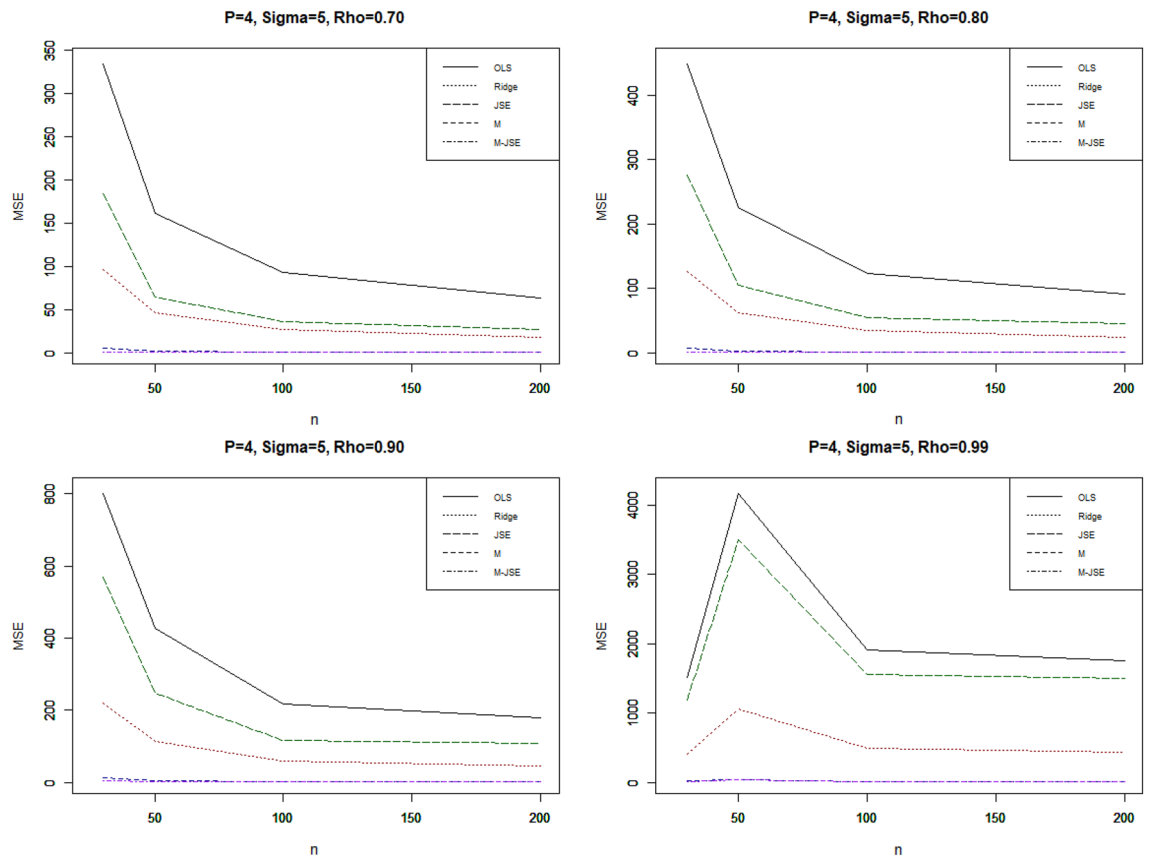 P=4, Sigma=5, Rho=0.70
MSE
350
300
250
200
150
100
50
0
50
100
150
200
n
OLS
Ridge
JSE
M
M-JSE
P=4, Sigma=5, Rho=0.80
MSE
400
300
200
100
0
50
100
150
200
n
OLS
Ridge
JSE
M
M-JSE
P=4, Sigma=5, Rho=0.90
MSE
800
600
400
200
0
50
100
150
200
n
OLS
Ridge
JSE
M
M-JSE
P=4, Sigma=5, Rho=0.99
MSE
4000
3000
2000
1000
0
50
100
150
200
n
OLS
Ridge
JSE
M
M-JSE